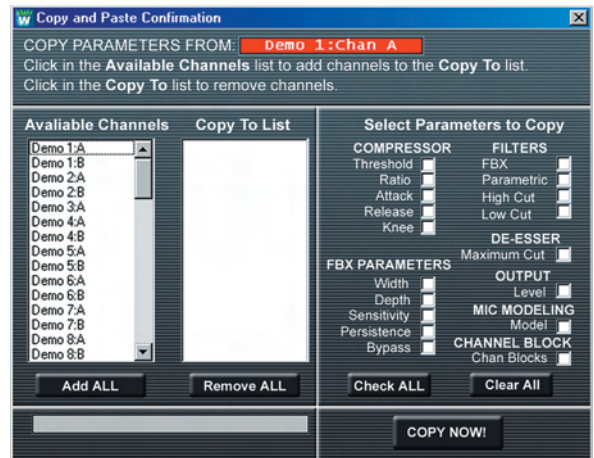 Copy and Paste Confirmation
COPY PARAMETERS FROM: Demo 1:Chan A
Click in the Available Channels list to add channels to the Copy To list.
Click in the Copy To list to remove channels.
Avaliable Channels
Demo 1:A
Demo 1:B
Demo 2:A
Demo 2:B
Demo 3:A
Demo 4:A
Demo 4:B
Demo 5:A
Demo 5:B
Demo 6:A
Demo 6:B
Demo 7:A
Demo 7:B
Demo 8:A
Demo 8:B
Add ALL
Copy To List
Remove ALL
Select Parameters to Copy
COMPRESSOR
Threshold
Ratio
Attack
Release
Knee
FBX PARAMETERS
Width
Depth
Sensitivity
Persistence
Bypass
FILTERS
FBX
Parametric
High Cut
Low Cut
DE-ESSER
Maximum Cut
OUTPUT
Level
MIC MODELING
Model
CHANNEL BLOCK
Chan Blocks
Check ALL
Clear All
COPY NOW!